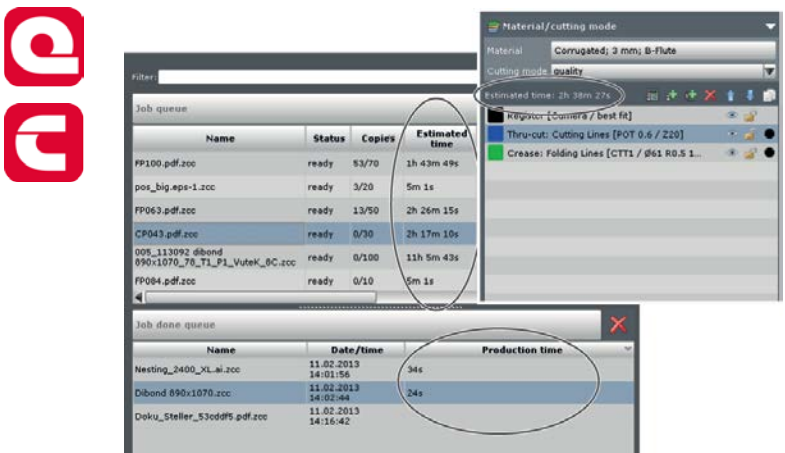 Filter:
Job queue
Name Status Copies Estimated time
FP100.pdf.zcc ready 53/70 1h 43m 49s
pos_big.eps-1.zcc ready 3/20 5m 1s
FP063.pdf.zcc ready 13/50 2h 26m 15s
CP043.pdf.zcc ready 0/30 2h 17m 10s
005_113092 dibond
890x1070_78_T1_P1_VuteK_8C.zcc ready 0/100 11h 5m 43s
FP084.pdf.zcc ready 0/10 5m 1s
Material/cutting mode
Material Corrugated; 3 mm; B-Flute
Cutting mode quality
Estimated time: 2h 38m 27s
Register [Camera / best fit]
Thru-cut: Cutting Lines [POT 0.6 / Z20]
Crease: Folding Lines [CTT1 / Ø61 R0.5 1...
Job done queue
Name Date/time Production time
Nesting_2400_XL.ai.zcc 11.02.2013 14:01:56 34s
Dibond 890x1070.zcc 11.02.2013 14:02:44 24s
Doku_Steller_53cddf5.pdf.zcc 11.02.2013 14:16:42